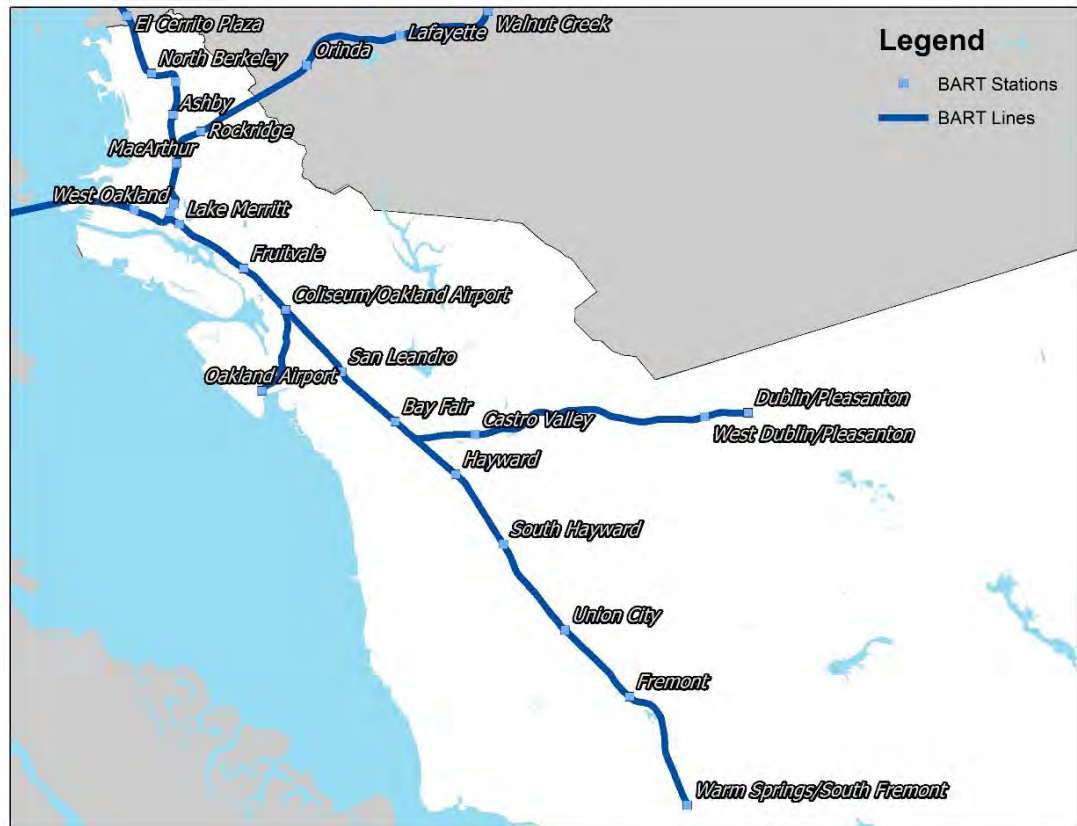 El Cerrito Plaza
Walnut Creek
Lafayette
Orinda
North Berkeley
Ashby
Rockridge
MacArthur
West Oakland
Lake Merritt
Fruitvale
Coliseum/Oakland Airport
San Leandro
Oakland Airport
Bay Fair
Castro Valley
Dublin/Pleasanton
West Dublin/Pleasanton
Hayward
South Hayward
Union City
Fremont
Warm Springs/South Fremont
Legend
BART Stations
BART Lines